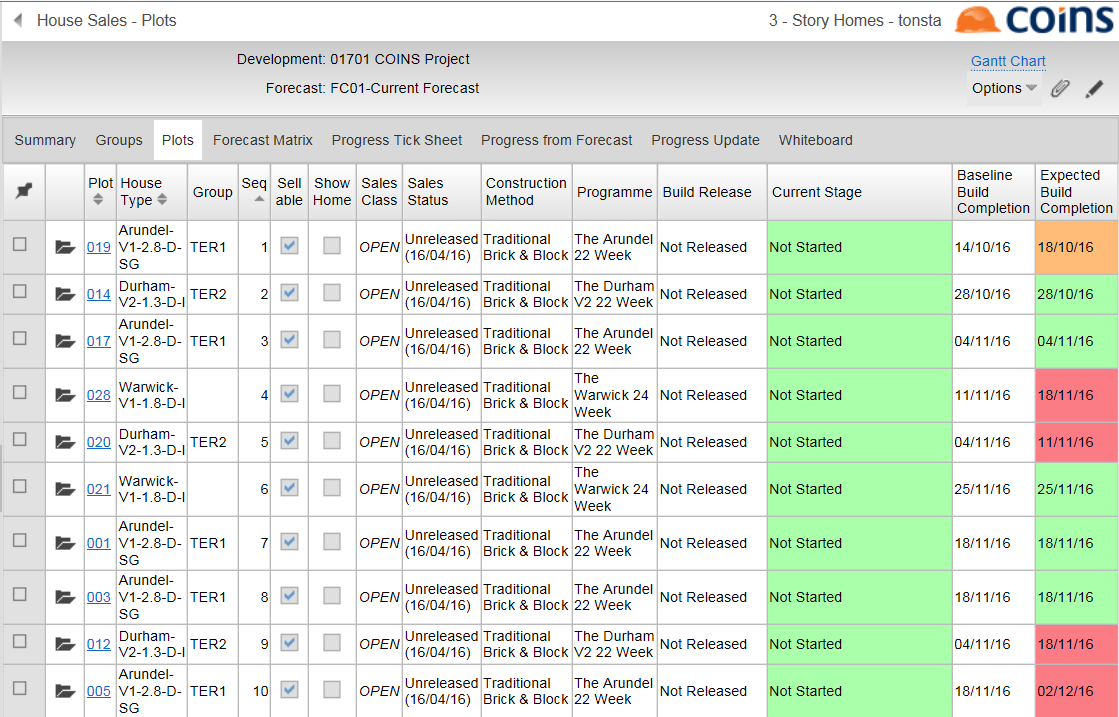 House Sales - Plots
3 - Story Homes - tonsta
coins
Development: 01701 COINS Project
Gantt Chart
Forecast: FC01-Current Forecast
Options
Summary Groups Plots Forecast Matrix Progress Tick Sheet Progress from Forecast Progress Update Whiteboard
Plot House Type Group Seq Sell able Show Home Sales Class Sales Status Construction Method Programme Build Release Current Stage Baseline Build Completion Expected Build Completion
019 Arundel-V1-2.8-D-SG TER1 1 OPEN Unreleased (16/04/16) Traditional Brick & Block The Arundel 22 Week Not Released Not Started 14/10/16 18/10/16
014 Durham-V2-1.3-D-I TER2 2 OPEN Unreleased (16/04/16) Traditional Brick & Block The Durham V2 22 Week Not Released Not Started 28/10/16 28/10/16
017 Arundel-V1-2.8-D-SG TER1 3 OPEN Unreleased (16/04/16) Traditional Brick & Block The Arundel 22 Week Not Released Not Started 04/11/16 04/11/16
028 Warwick-V1-1.8-D-I 4 OPEN Unreleased (16/04/16) Traditional Brick & Block The Warwick 24 Week Not Released Not Started 11/11/16 18/11/16
020 Durham-V2-1.3-D-I TER2 5 OPEN Unreleased (16/04/16) Traditional Brick & Block The Durham V2 22 Week Not Released Not Started 04/11/16 11/11/16
021 Warwick-V1-1.8-D-I 6 OPEN Unreleased (16/04/16) Traditional Brick & Block The Warwick 24 Week Not Released Not Started 25/11/16 25/11/16
001 Arundel-V1-2.8-D-SG TER1 7 OPEN Unreleased (16/04/16) Traditional Brick & Block The Arundel 22 Week Not Released Not Started 18/11/16 18/11/16
003 Arundel-V1-2.8-D-SG TER1 8 OPEN Unreleased (16/04/16) Traditional Brick & Block The Arundel 22 Week Not Released Not Started 18/11/16 18/11/16
012 Durham-V2-1.3-D-I TER2 9 OPEN Unreleased (16/04/16) Traditional Brick & Block The Durham V2 22 Week Not Released Not Started 04/11/16 18/11/16
005 Arundel-V1-2.8-D-SG TER1 10 OPEN Unreleased (16/04/16) Traditional Brick & Block The Arundel 22 Week Not Released Not Started 18/11/16 02/12/16